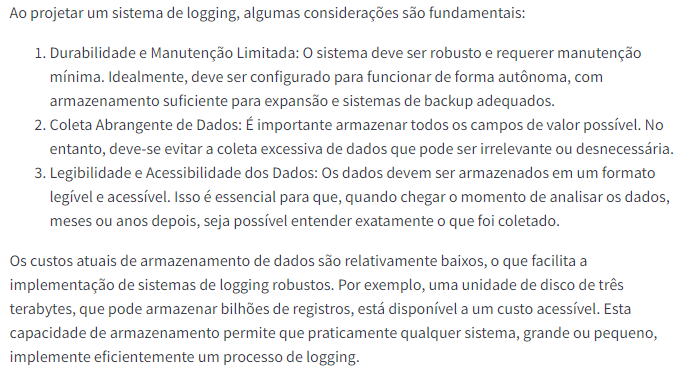 Ao projetar um sistema de logging, algumas considerações são fundamentais:
1. Durabilidade e Manutenção Limitada: O sistema deve ser robusto e requerer manutenção
mínima. Idealmente, deve ser configurado para funcionar de forma autônoma, com
armazenamento suficiente para expansão e sistemas de backup adequados.
2. Coleta Abrangente de Dados: É importante armazenar todos os campos de valor possível. No
entanto, deve-se evitar a coleta excessiva de dados que pode ser irrelevante ou desnecessária.
3. Legibilidade e Acessibilidade dos Dados: Os dados devem ser armazenados em um formato
legível e acessível. Isso é essencial para que, quando chegar o momento de analisar os dados,
meses ou anos depois, seja possível entender exatamente o que foi coletado.
Os custos atuais de armazenamento de dados são relativamente baixos, o que facilita a
implementação de sistemas de logging robustos. Por exemplo, uma unidade de disco de três
terabytes, que pode armazenar bilhões de registros, está disponível a um custo acessível. Esta
capacidade de armazenamento permite que praticamente qualquer sistema, grande ou pequeno,
implemente eficientemente um processo de logging.